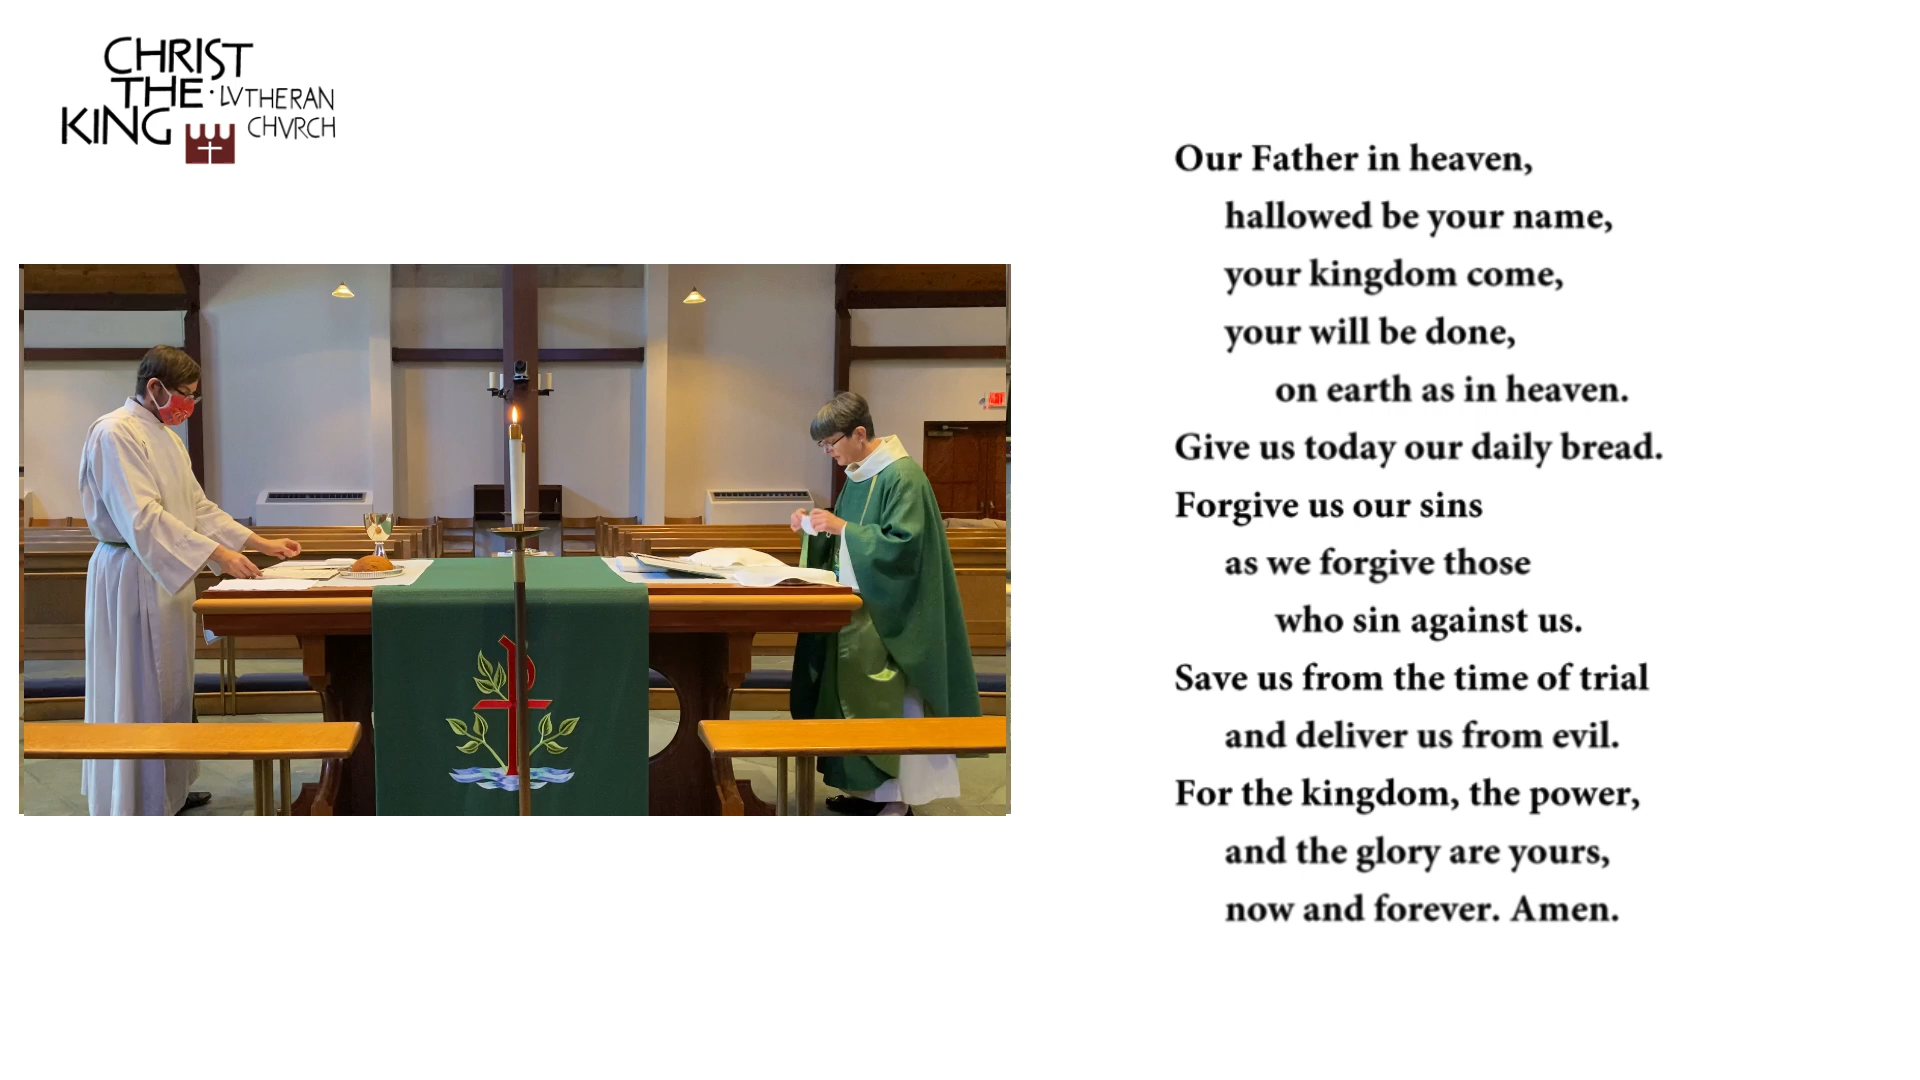 CHRIST
THE · LVTHERAN
KING CHVRCH
Our Father in heaven,
hallowed be your name,
your kingdom come,
your will be done,
on earth as in heaven.
Give us today our daily bread.
Forgive us our sins
as we forgive those
who sin against us.
Save us from the time of trial
and deliver us from evil.
For the kingdom, the power,
and the glory are yours,
now and forever. Amen.